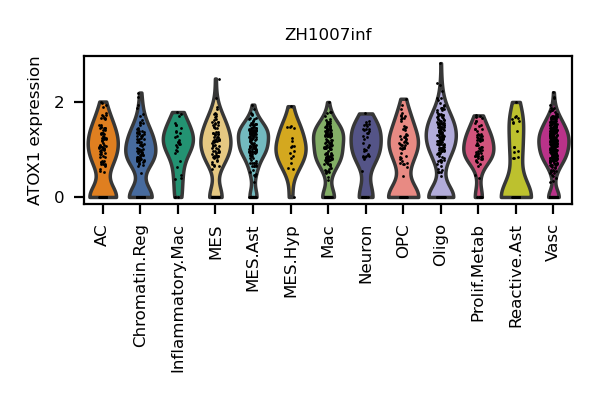 ZH1007inf
ATOX1 expression
2
0
AC
Chromatin.Reg
Inflammatory.Mac
MES
MES.Ast
MES.Hyp
Mac
Neuron
OPC
Oligo
Prolif.Metab
Reactive.Ast
Vasc